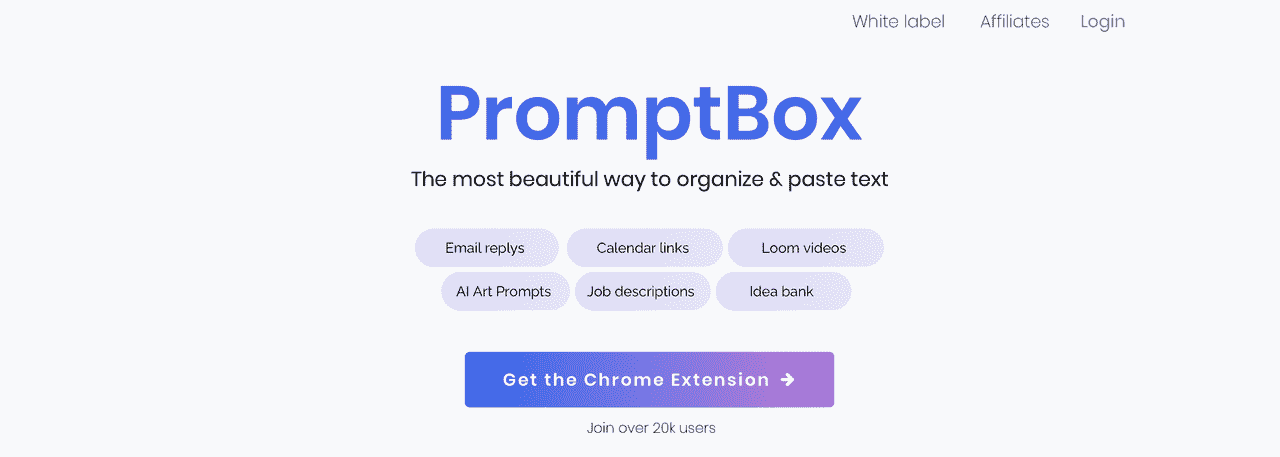 White label Affiliates Login
PromptBox
The most beautiful way to organize & paste text
Email replys Calendar links Loom videos
AI Art Prompts Job descriptions Idea bank
Get the Chrome Extension →
Join over 20k users